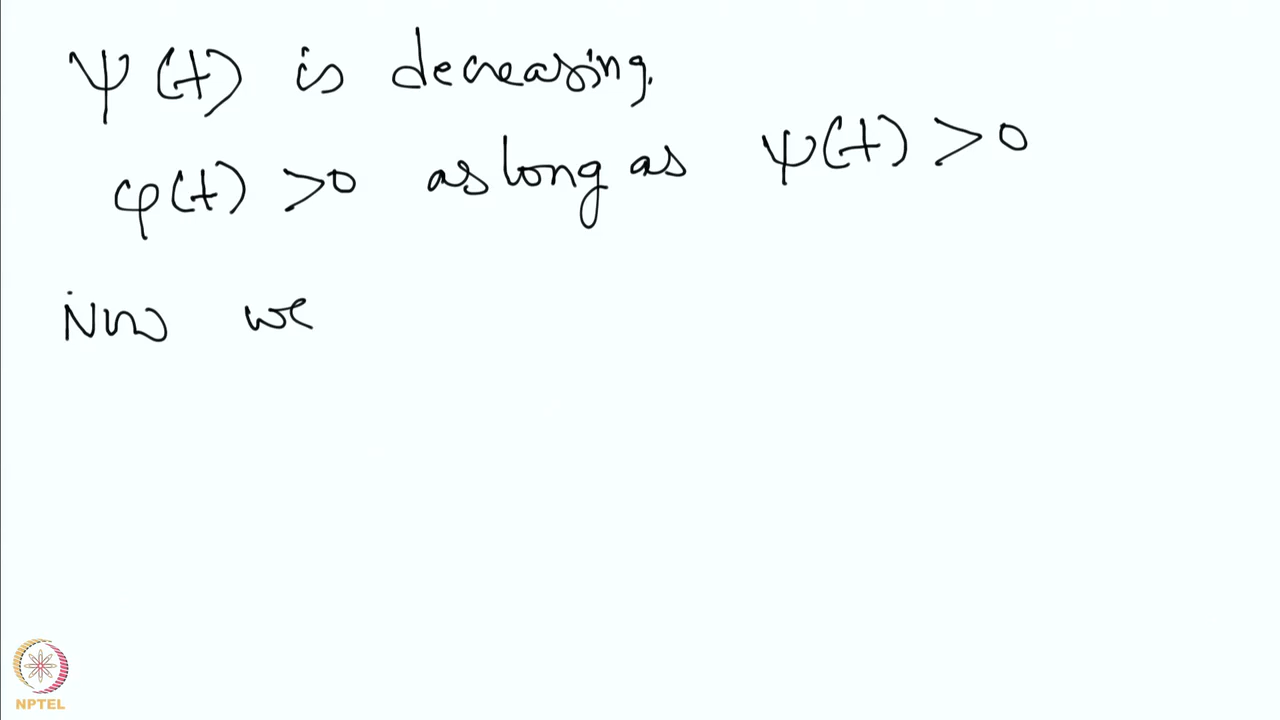 ψ(t) is decreasing.
φ(t) >0 as long as ψ(t) >0
Now we
NPTEL